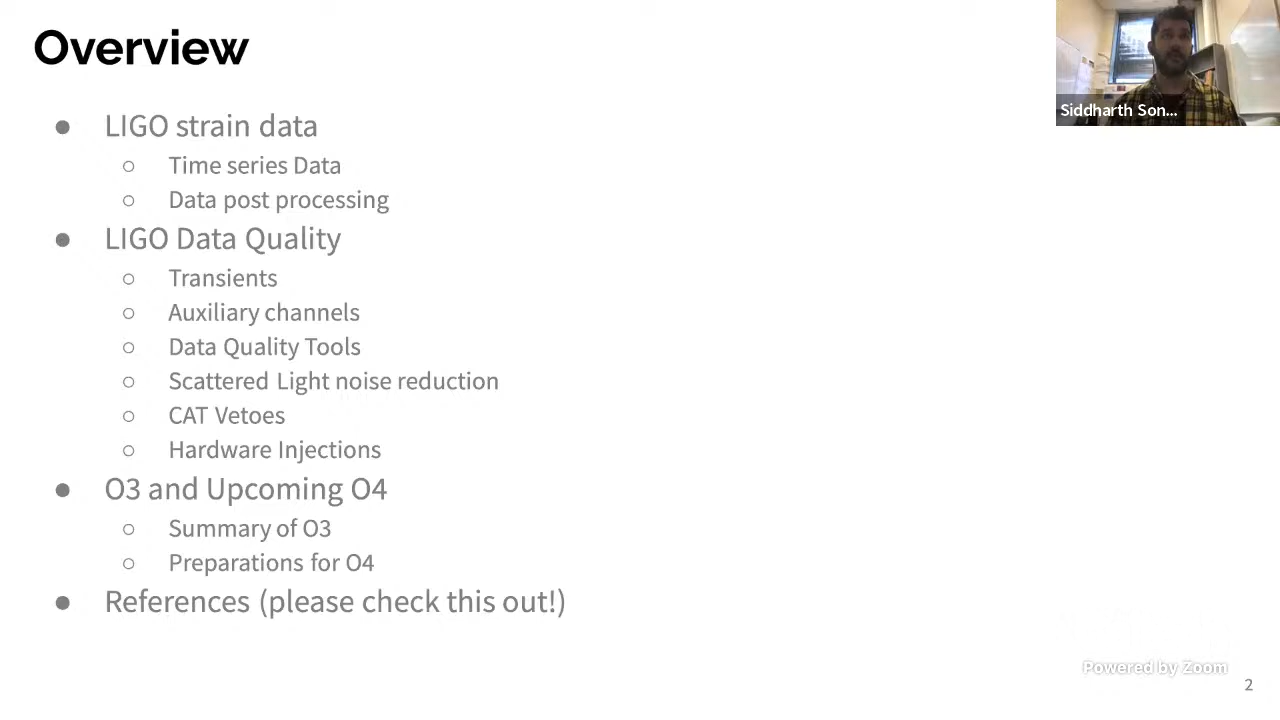 Overview
Siddharth Son...
● LIGO strain data
○ Time series Data
○ Data post processing
● LIGO Data Quality
○ Transients
○ Auxiliary channels
○ Data Quality Tools
○ Scattered Light noise reduction
○ CAT Vetoes
○ Hardware Injections
● O3 and Upcoming O4
○ Summary of O3
○ Preparations for O4
● References (please check this out!)
Powered by Zoom
2